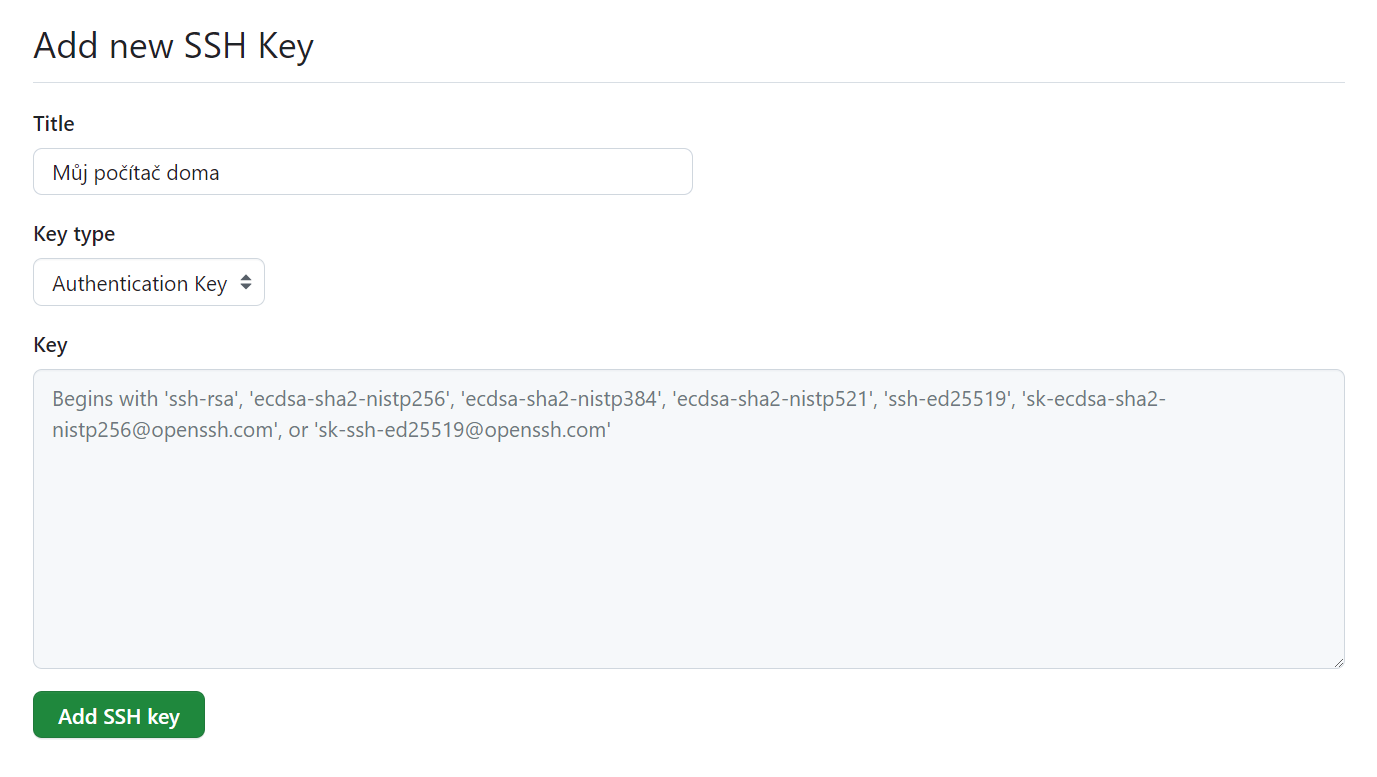 Add new SSH Key
Title
Můj počítač doma
Key type
Authentication Key
Key
Begins with 'ssh-rsa', 'ecdsa-sha2-nistp256', 'ecdsa-sha2-nistp384', 'ecdsa-sha2-nistp521', 'ssh-ed25519', 'sk-ecdsa-sha2-
nistp256@openssh.com', or 'sk-ssh-ed25519@openssh.com'
Add SSH key